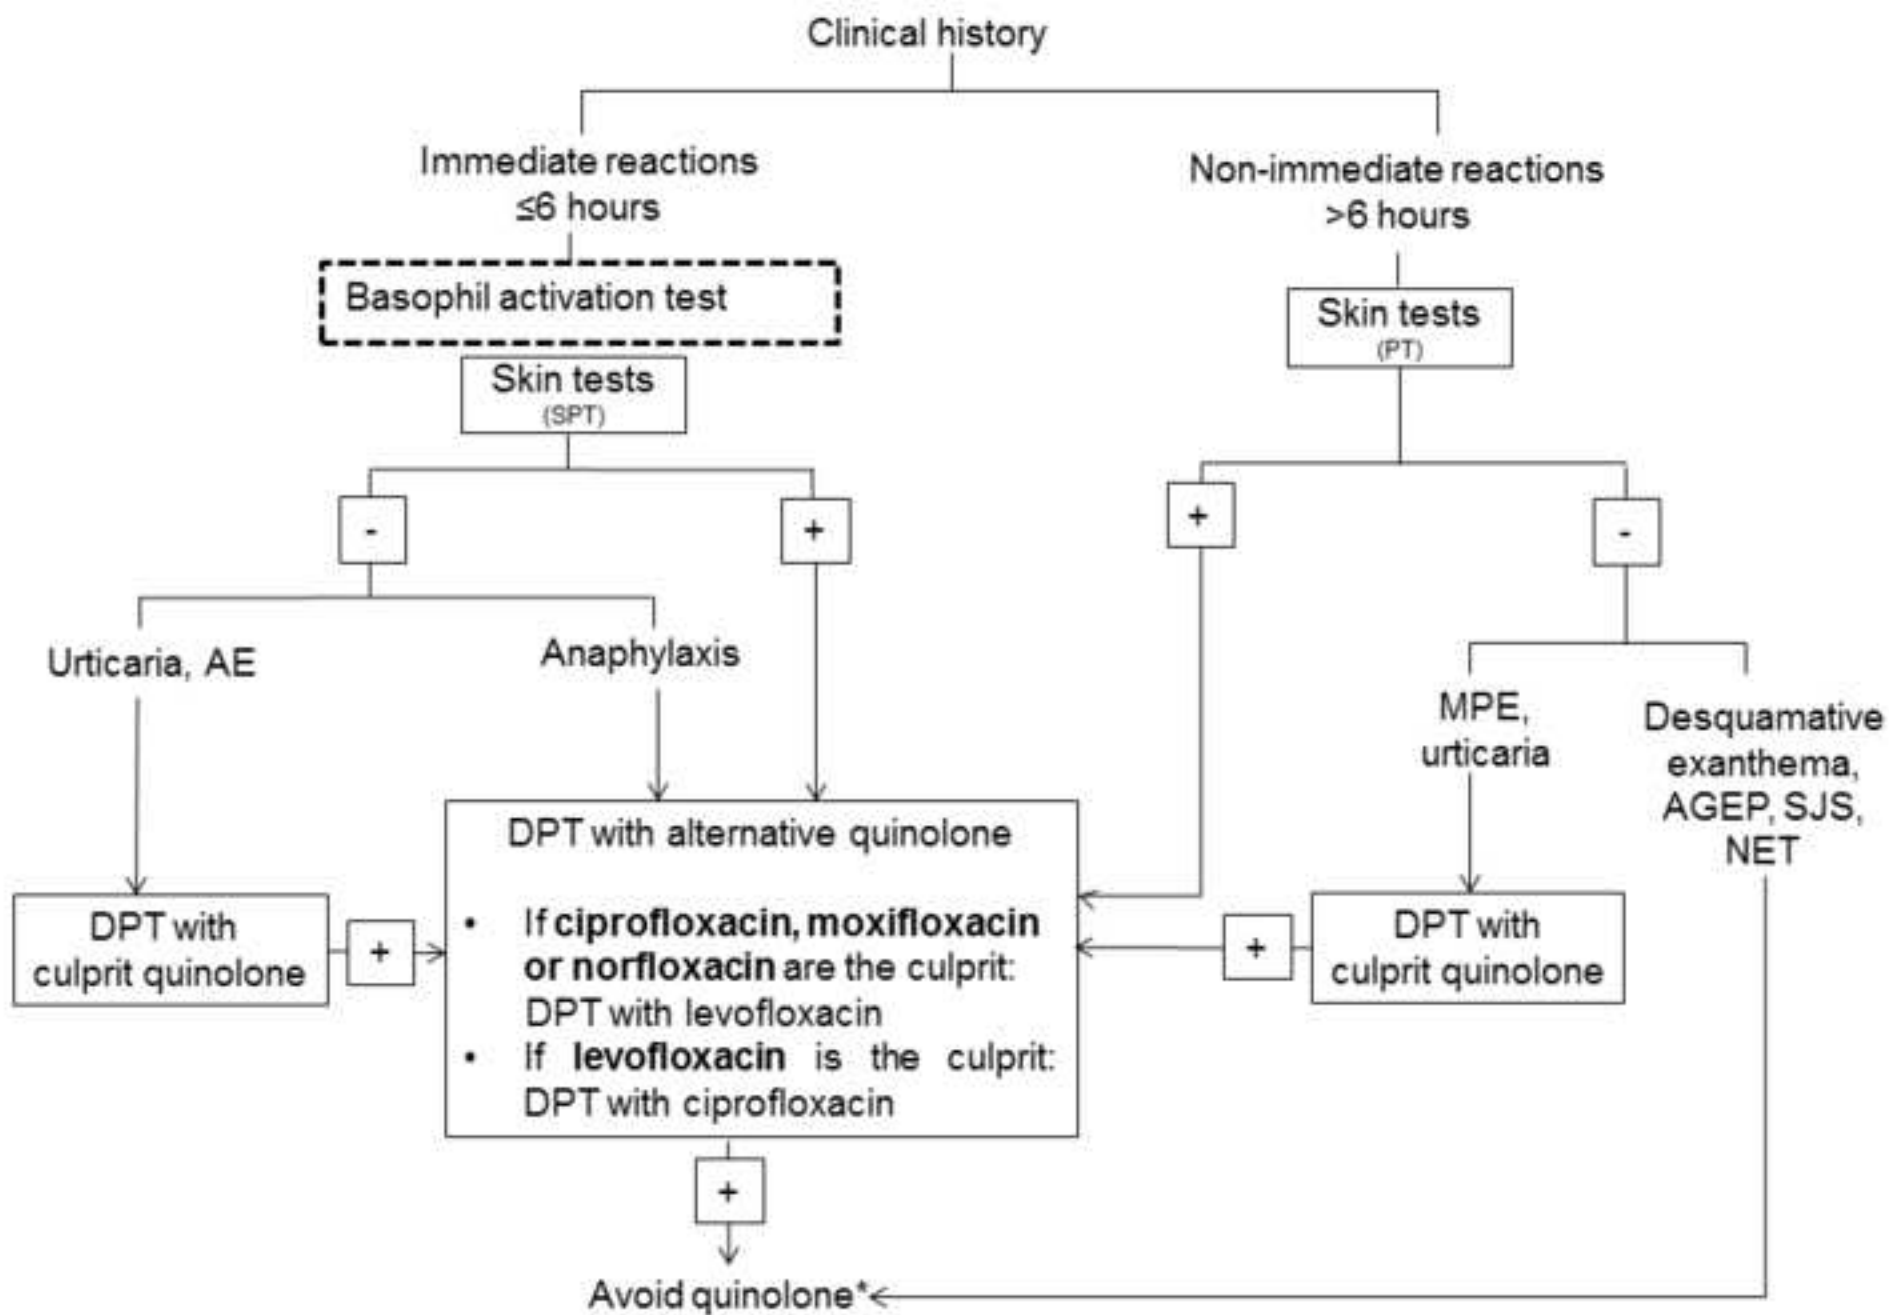 Clinical history
Immediate reactions
≤6 hours
Non-immediate reactions
>6 hours
Basophil activation test
Skin tests
(SPT)
Skin tests
(PT)
-
+
+
-
Urticaria, AE
Anaphylaxis
MPE,
urticaria
Desquamative
exanthema,
AGEP, SJS,
NET
DPT with alternative quinolone
• If ciprofloxacin, moxifloxacin
or norfloxacin are the culprit:
DPT with levofloxacin
• If levofloxacin is the culprit:
DPT with ciprofloxacin
DPT with
culprit quinolone
+
+
DPT with
culprit quinolone
+
Avoid quinolone*